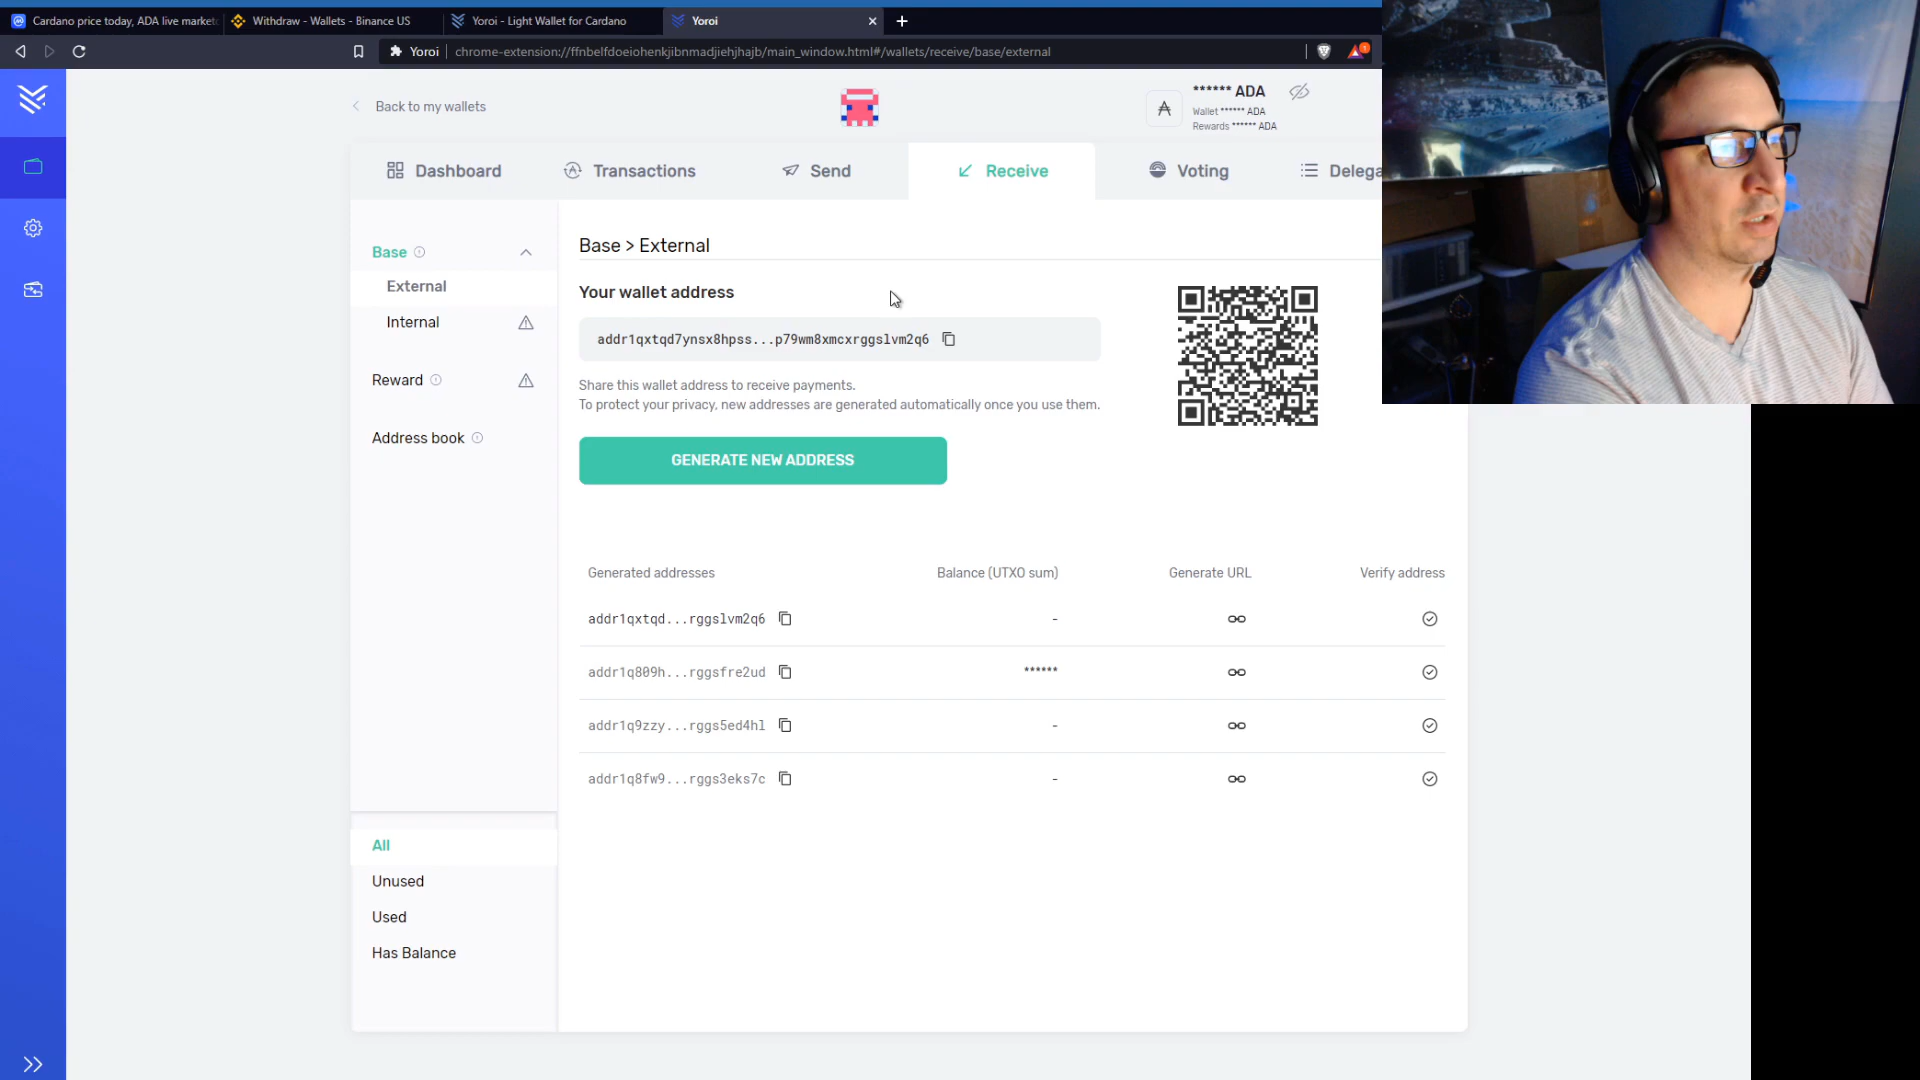 Cardano price today, ADA live market
Withdraw - Wallets - Binance US
Yoroi - Light Wallet for Cardano
Yoroi
Yoroi
chrome-extension://ffnbelfdoeiohenkjibnmadjiehjhajb/main_window.html#/wallets/receive/base/external
1
Back to my wallets
****** ADA
Wallet ****** ADA
Rewards ****** ADA
Dashboard
Transactions
Send
Receive
Voting
Delega
Base
External
Internal
Reward
Address book
Base > External
Your wallet address
addr1qxtqd7ynsx8hpss...p79wm8xmcxrggslvm2q6
Share this wallet address to receive payments.
To protect your privacy, new addresses are generated automatically once you use them.
GENERATE NEW ADDRESS
Generated addresses
Balance (UTXO sum)
Generate URL
Verify address
addr1qxtqd...rggslvm2q6
-
addr1q809h...rggsfre2ud
******
addr1q9zzy...rggs5ed4hl
-
addr1q8fw9...rggs3eks7c
-
All
Unused
Used
Has Balance